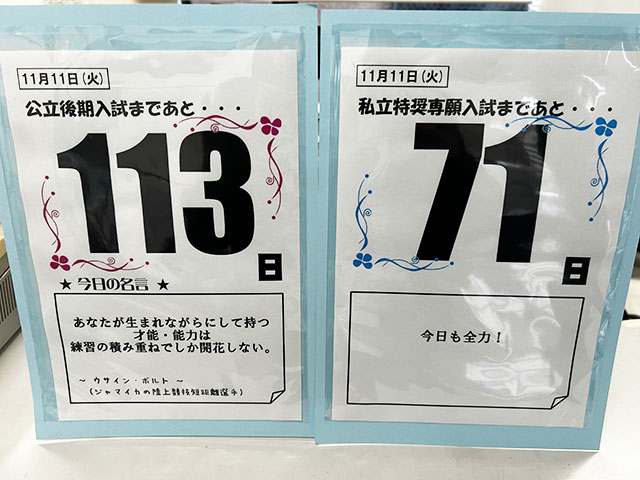 11月11日(火)
公立後期入試まであと・・・
113
日
★ 今日の名言 ★
あなたが生まれながらにして持つ
才能・能力は
練習の積み重ねでしか開花しない。
～ ウサイン・ボルト ～
(ジャマイカの陸上競技短距離選手)
11月11日(火)
私立特奨専願入試まであと・・・
71
日
今日も全力！